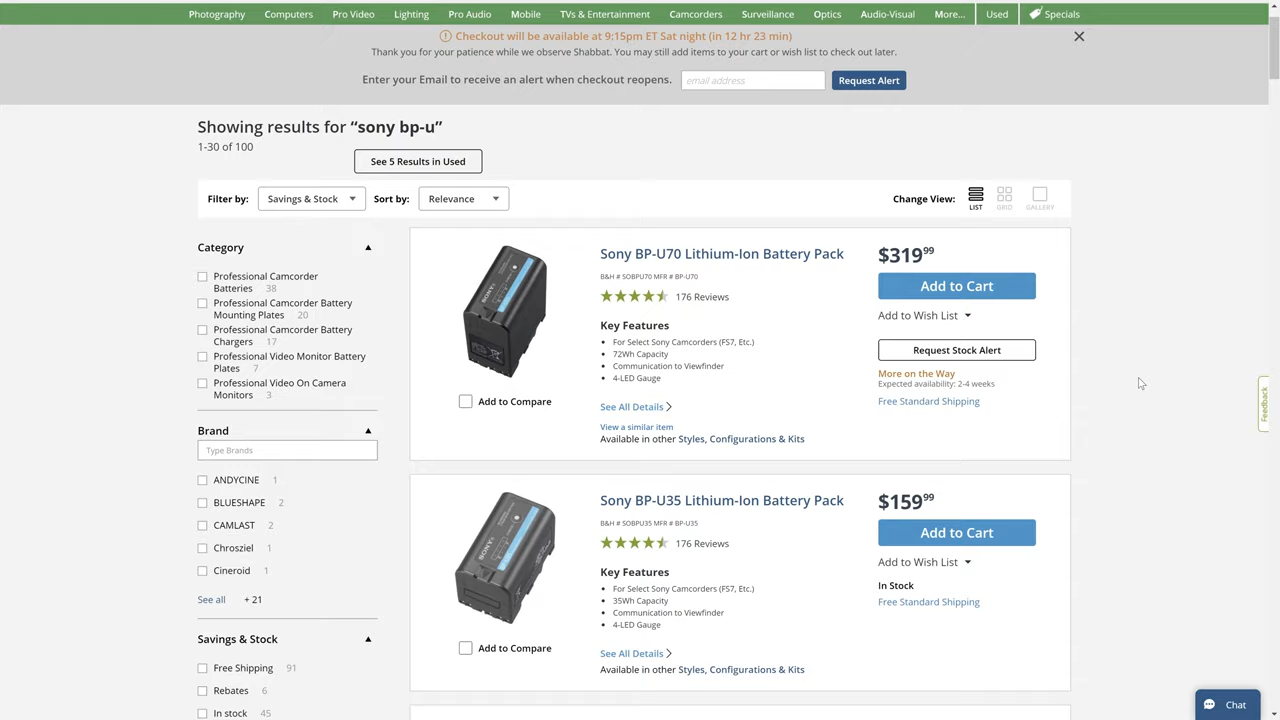 Photography Computers Pro Video Lighting Pro Audio Mobile TVs & Entertainment Camcorders Surveillance Optics Audio-Visual More... Used Specials
Checkout will be available at 9:15pm ET Sat night (in 12 hr 23 min)
Thank you for your patience while we observe Shabbat. You may still add items to your cart or wish list to check out later.
Enter your Email to receive an alert when checkout reopens. email address Request Alert
Showing results for “sony bp-u”
1-30 of 100
See 5 Results in Used
Filter by: Savings & Stock Sort by: Relevance Change View: LIST GRID GALLERY
Category
Professional Camcorder
Batteries 38
Professional Camcorder Battery
Mounting Plates 20
Professional Camcorder Battery
Chargers 17
Professional Video Monitor Battery
Plates 7
Professional Video On Camera
Monitors 3
Brand
Type Brands
ANDYCINE 1
BLUESHAPE 2
CAMLAST 2
Chrosziel 1
Cineroid 1
See all + 21
Savings & Stock
Free Shipping 91
Rebates 6
In stock 45
SONY
Add to Compare
Sony BP-U70 Lithium-Ion Battery Pack
B&H # SOBPU70 MFR # BP-U70
176 Reviews
Key Features
For Select Sony Camcorders (FS7, Etc.)
72Wh Capacity
Communication to Viewfinder
4-LED Gauge
See All Details
View a similar item
Available in other Styles, Configurations & Kits
$319.99
Add to Cart
Add to Wish List
Request Stock Alert
More on the Way
Expected availability: 2-4 weeks
Free Standard Shipping
SONY
Add to Compare
Sony BP-U35 Lithium-Ion Battery Pack
B&H # SOBPU35 MFR # BP-U35
176 Reviews
Key Features
For Select Sony Camcorders (FS7, Etc.)
35Wh Capacity
Communication to Viewfinder
4-LED Gauge
See All Details
Available in other Styles, Configurations & Kits
$159.99
Add to Cart
Add to Wish List
In Stock
Free Standard Shipping
Feedback
Chat